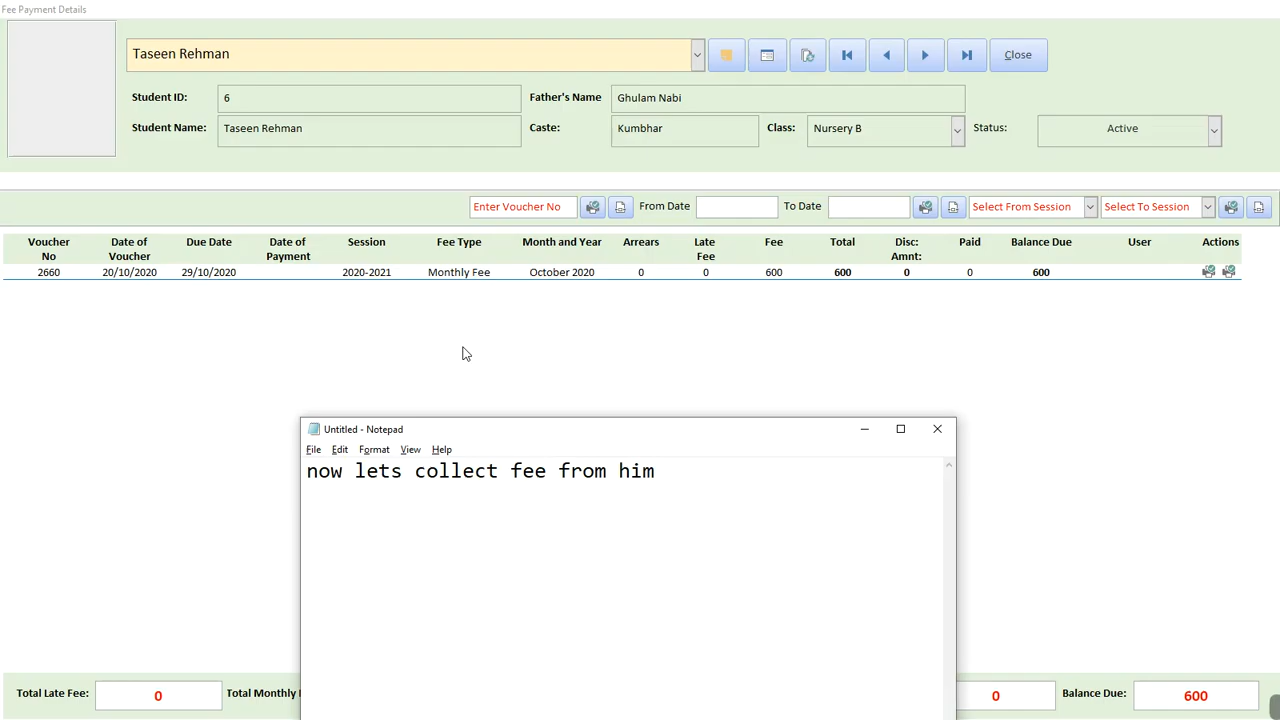 Fee Payment Details
Taseen Rehman
Close
Student ID: 6 Father's Name Ghulam Nabi
Student Name: Taseen Rehman Caste: Kumbhar Class: Nursery B Status: Active
Enter Voucher No From Date To Date Select From Session Select To Session
Voucher No Date of Voucher Due Date Date of Payment Session Fee Type Month and Year Arrears Late Fee Fee Total Disc: Amnt: Paid Balance Due User Actions
2660 20/10/2020 29/10/2020 2020-2021 Monthly Fee October 2020 0 0 600 600 0 0 600
Untitled - Notepad
File Edit Format View Help
now lets collect fee from him
Total Late Fee: 0 Total Monthly 0 Balance Due: 600